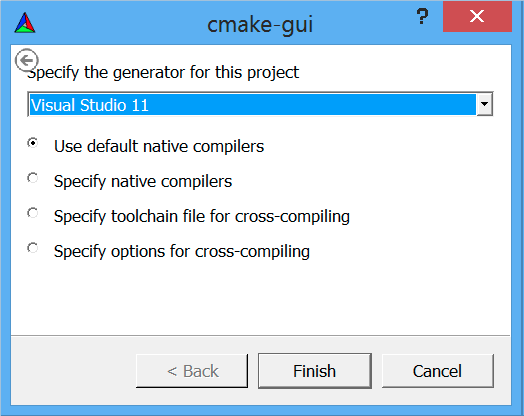 cmake-gui
?
Specify the generator for this project
Visual Studio 11
Use default native compilers
Specify native compilers
Specify toolchain file for cross-compiling
Specify options for cross-compiling
< Back
Finish
Cancel